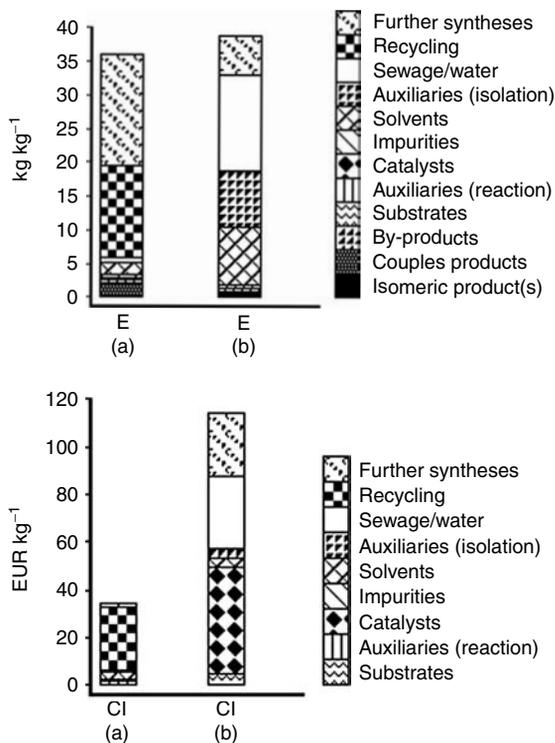 40
35
30
25
20
15
10
5
0
kg kg⁻¹
E
(a)
E
(b)
Further syntheses
Recycling
Sewage/water
Auxiliaries (isolation)
Solvents
Impurities
Catalysts
Auxiliaries (reaction)
Substrates
By-products
Couples products
Isomeric product(s)
120
100
80
60
40
20
0
EUR kg⁻¹
CI
(a)
CI
(b)
Further syntheses
Recycling
Sewage/water
Auxiliaries (isolation)
Solvents
Impurities
Catalysts
Auxiliaries (reaction)
Substrates